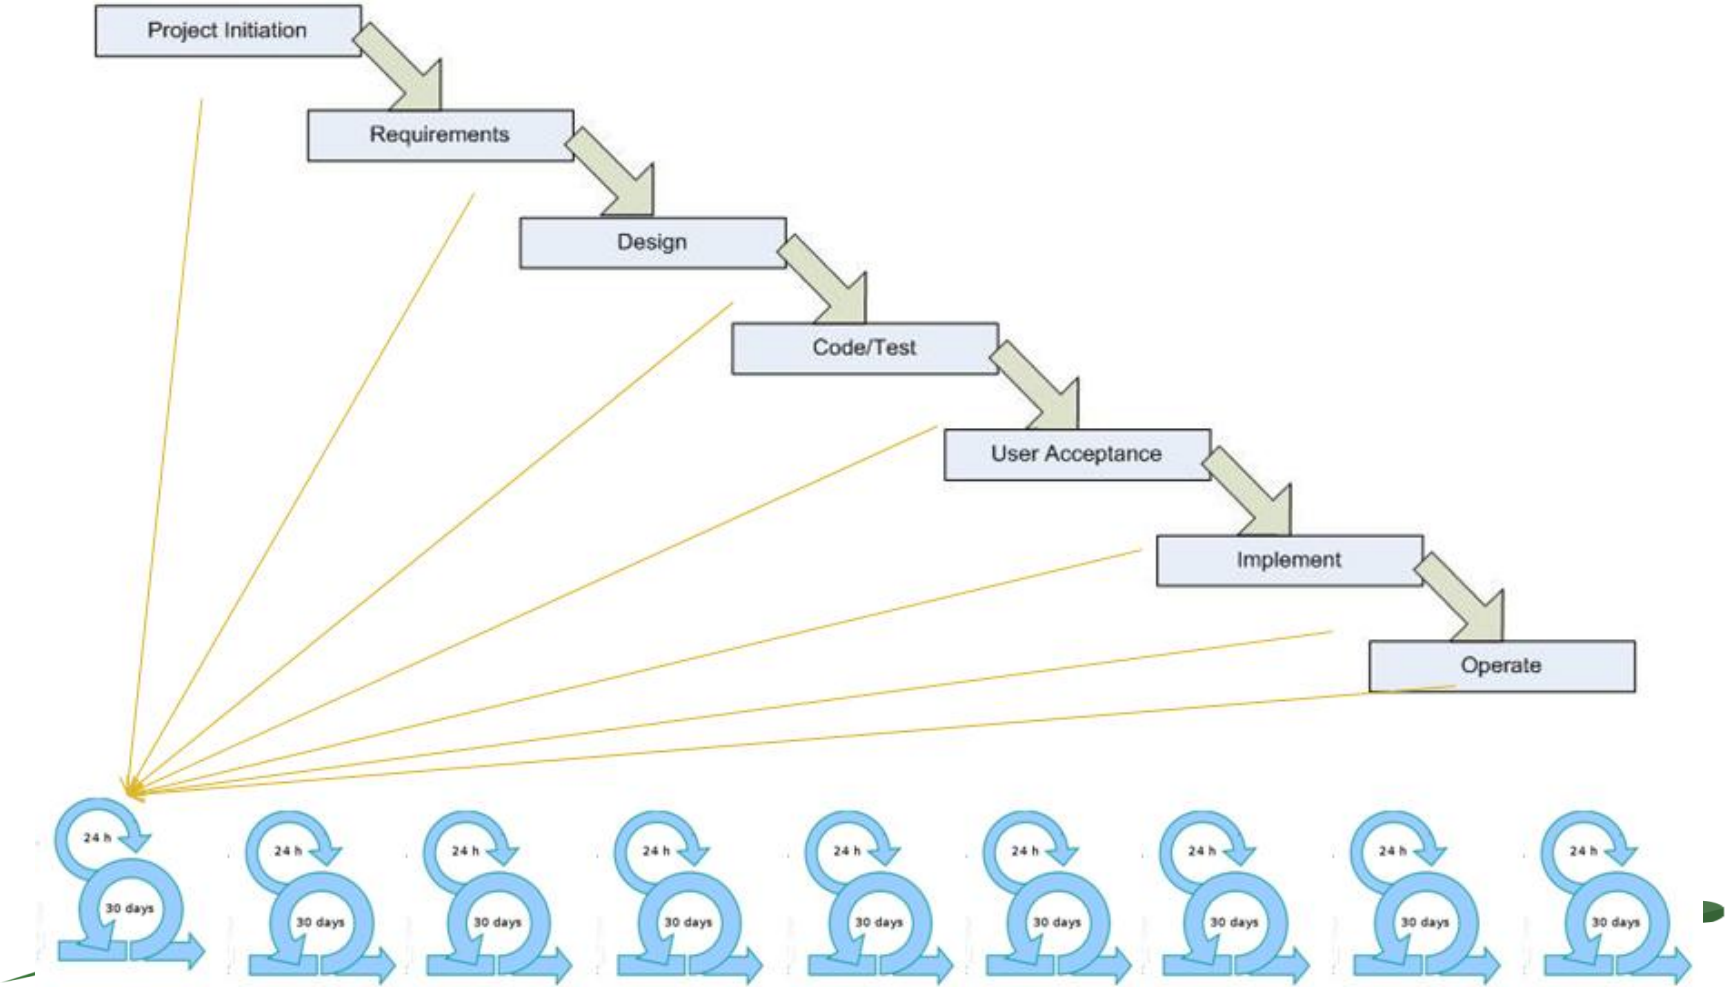 Project Initiation
Requirements
Design
Code/Test
User Acceptance
Implement
Operate
24 h
30 days
24 h
30 days
24 h
30 days
24 h
30 days
24 h
30 days
24 h
30 days
24 h
30 days
24 h
30 days
24 h
30 days